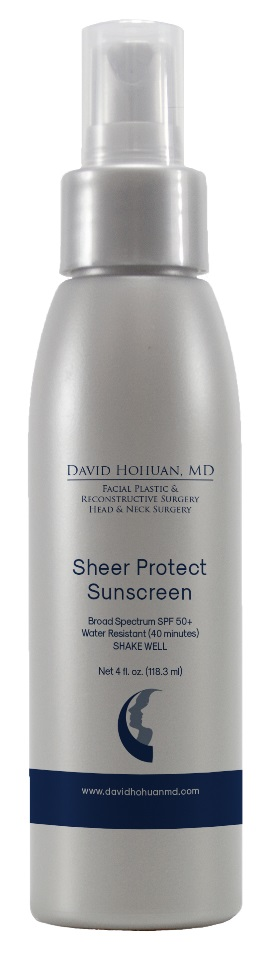 DAVID HOHUAN, MD
FACIAL PLASTIC &
RECONSTRUCTIVE SURGERY
HEAD & NECK SURGERY
Sheer Protect
Sunscreen
Broad Spectrum SPF 50+
Water Resistant (40 minutes)
SHAKE WELL
Net 4 fl. oz. (118.3 ml)
www.davidhohuanmd.com